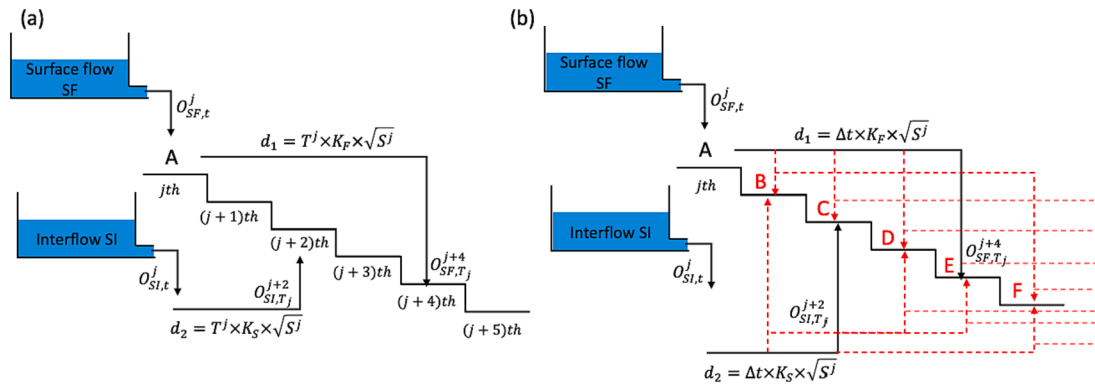 (a)
Surface flow
SF
O^j_{SF,t}
A
d_1 = T^j×K_F×√S^j
jth
(j+1)th
(j+2)th
(j+3)th
(j+4)th
(j+5)th
O^{j+4}_{SF,T_j}
Interflow SI
O^j_{SI,t}
O^{j+2}_{SI,T_j}
d_2 = T^j×K_S×√S^j
(b)
Surface flow
SF
O^j_{SF,t}
A
d_1 = Δt×K_F×√S^j
jth
B
C
D
E
F
O^{j+4}_{SF,T_j}
Interflow SI
O^j_{SI,t}
O^{j+2}_{SI,T_j}
d_2 = Δt×K_S×√S^j